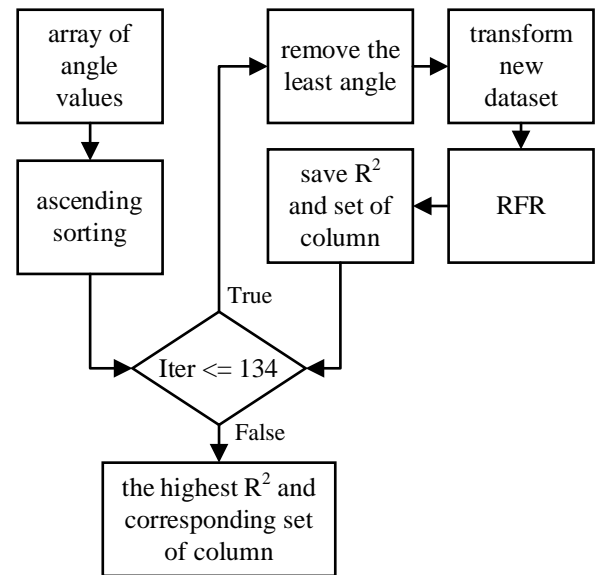 array of
angle
values
ascending
sorting
remove the
least angle
transform
new
dataset
RFR
save R²
and set of
column
True
Iter <= 134
False
the highest R² and
corresponding set
of column